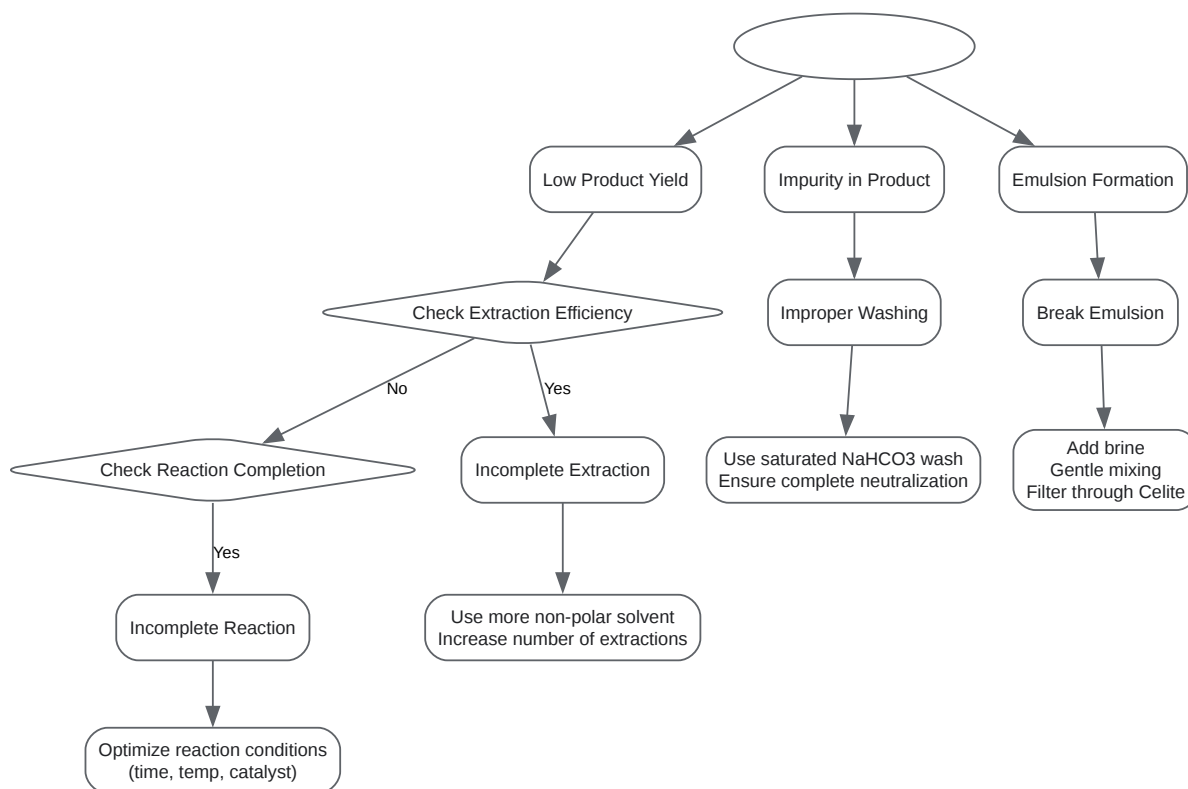 Low Product Yield
Impurity in Product
Emulsion Formation
Check Extraction Efficiency
Improper Washing
Break Emulsion
No
Yes
Check Reaction Completion
Incomplete Extraction
Use saturated NaHCO3 wash
Ensure complete neutralization
Add brine
Gentle mixing
Filter through Celite
Yes
Incomplete Reaction
Use more non-polar solvent
Increase number of extractions
Optimize reaction conditions
(time, temp, catalyst)